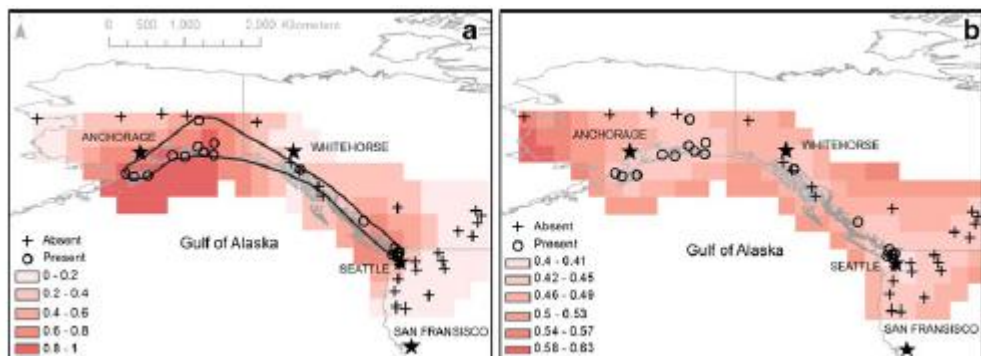 0 500 1,000 2,000 Kilometers
a
ANCHORAGE
WHITEHORSE
Gulf of Alaska
SEATTLE
SAN FRANSISCO
Absent
Present
0 - 0.2
0.2 - 0.4
0.4 - 0.6
0.6 - 0.8
0.8 - 1
b
ANCHORAGE
WHITEHORSE
Gulf of Alaska
SEATTLE
SAN FRANSISCO
Absent
Present
0.4 - 0.41
0.42 - 0.45
0.46 - 0.49
0.5 - 0.53
0.54 - 0.57
0.58 - 0.63